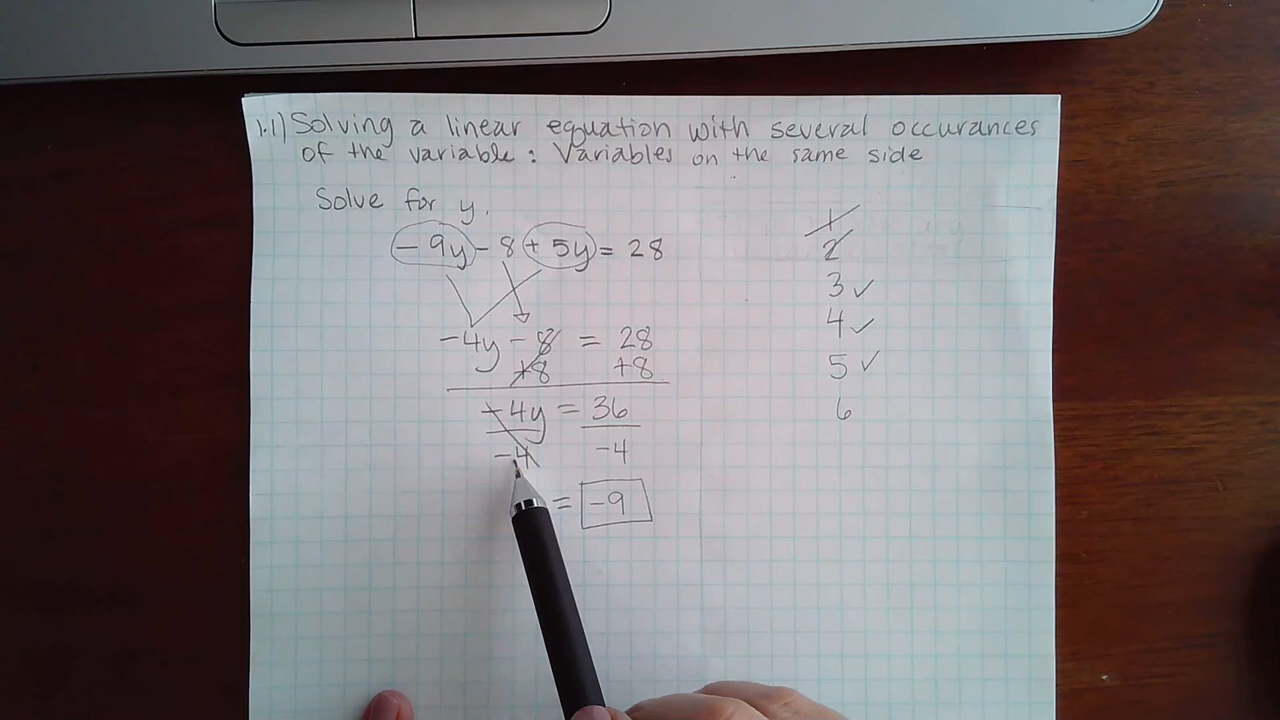 1.1) Solving a linear equation with several occurances
of the variable: Variables on the same side
Solve for y.
-9y - 8 + 5y = 28
-4y - 8 = 28
+8 +8
-4y = 36
-4 -4
= -9
1
2
3 ✓
4 ✓
5 ✓
6